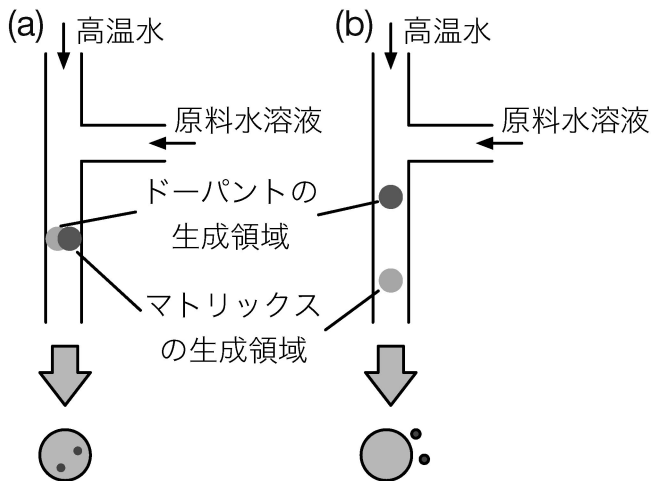 (a)
高温水
原料水溶液
(b)
高温水
原料水溶液
ドーパントの
生成領域
マトリックス
の生成領域